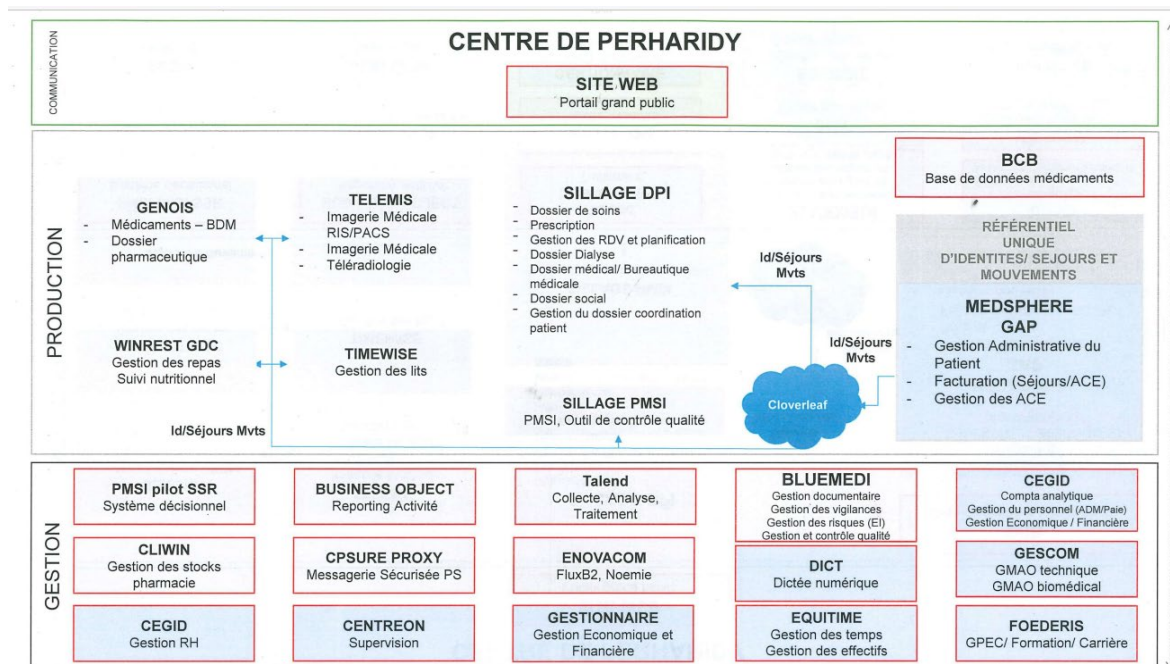 COMMUNICATION
CENTRE DE PERHARIDY
SITE WEB
Portail grand public
PRODUCTION
GENOIS
- Médicaments – BDM
- Dossier
pharmaceutique
TELEMIS
- Imagerie Médicale
RIS/PACS
- Imagerie Médicale
- Téléradiologie
SILLAGE DPI
- Dossier de soins
- Prescription
- Gestion des RDV et planification
- Dossier Dialyse
- Dossier médical/ Bureautique
médicale
- Dossier social
- Gestion du dossier coordination
patient
BCB
Base de données médicaments
RÉFÉRENTIEL
UNIQUE
D'IDENTITES/ SEJOURS ET
MOUVEMENTS
MEDSPHERE
GAP
- Gestion Administrative du
Patient
- Facturation (Séjours/ACE)
- Gestion des ACE
Id/Séjours
Mvts
Id/Séjours
Mvts
WINREST GDC
Gestion des repas
Suivi nutritionnel
TIMEWISE
Gestion des lits
SILLAGE PMSI
PMSI, Outil de contrôle qualité
Cloverleaf
Id/Séjours Mvts
GESTION
PMSI pilot SSR
Système décisionnel
BUSINESS OBJECT
Reporting Activité
Talend
Collecte, Analyse,
Traitement
BLUEMEDI
Gestion documentaire
Gestion des vigilances
Gestion des risques (EI)
Gestion et contrôle qualité
CEGID
Compta analytique
Gestion du personnel (ADM/Paie)
Gestion Economique / Financière
CLIWIN
Gestion des stocks
pharmacie
CPSURE PROXY
Messagerie Sécurisée PS
ENOVACOM
FluxB2, Noemie
DICT
Dictée numérique
GESCOM
GMAO technique
GMAO biomédical
CEGID
Gestion RH
CENTREON
Supervision
GESTIONNAIRE
Gestion Economique et
Financière
EQUITIME
Gestion des temps
Gestion des effectifs
FOEDERIS
GPEC/ Formation/ Carrière